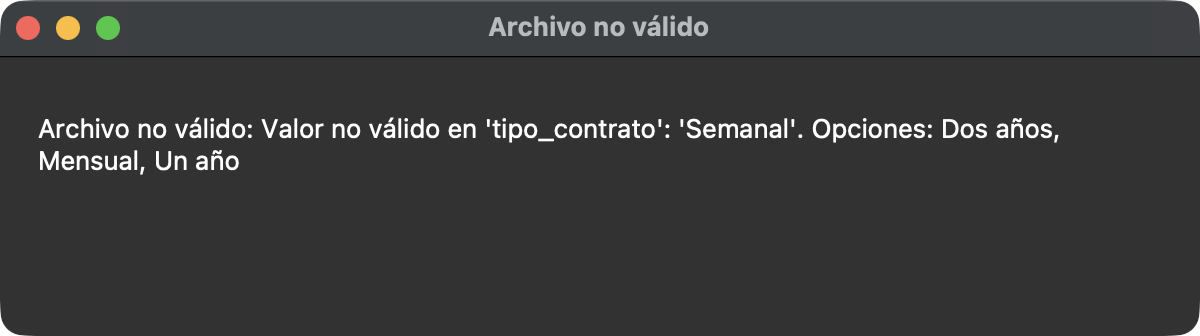 Archivo no válido
Archivo no válido: Valor no válido en 'tipo_contrato': 'Semanal'. Opciones: Dos años,
Mensual, Un año